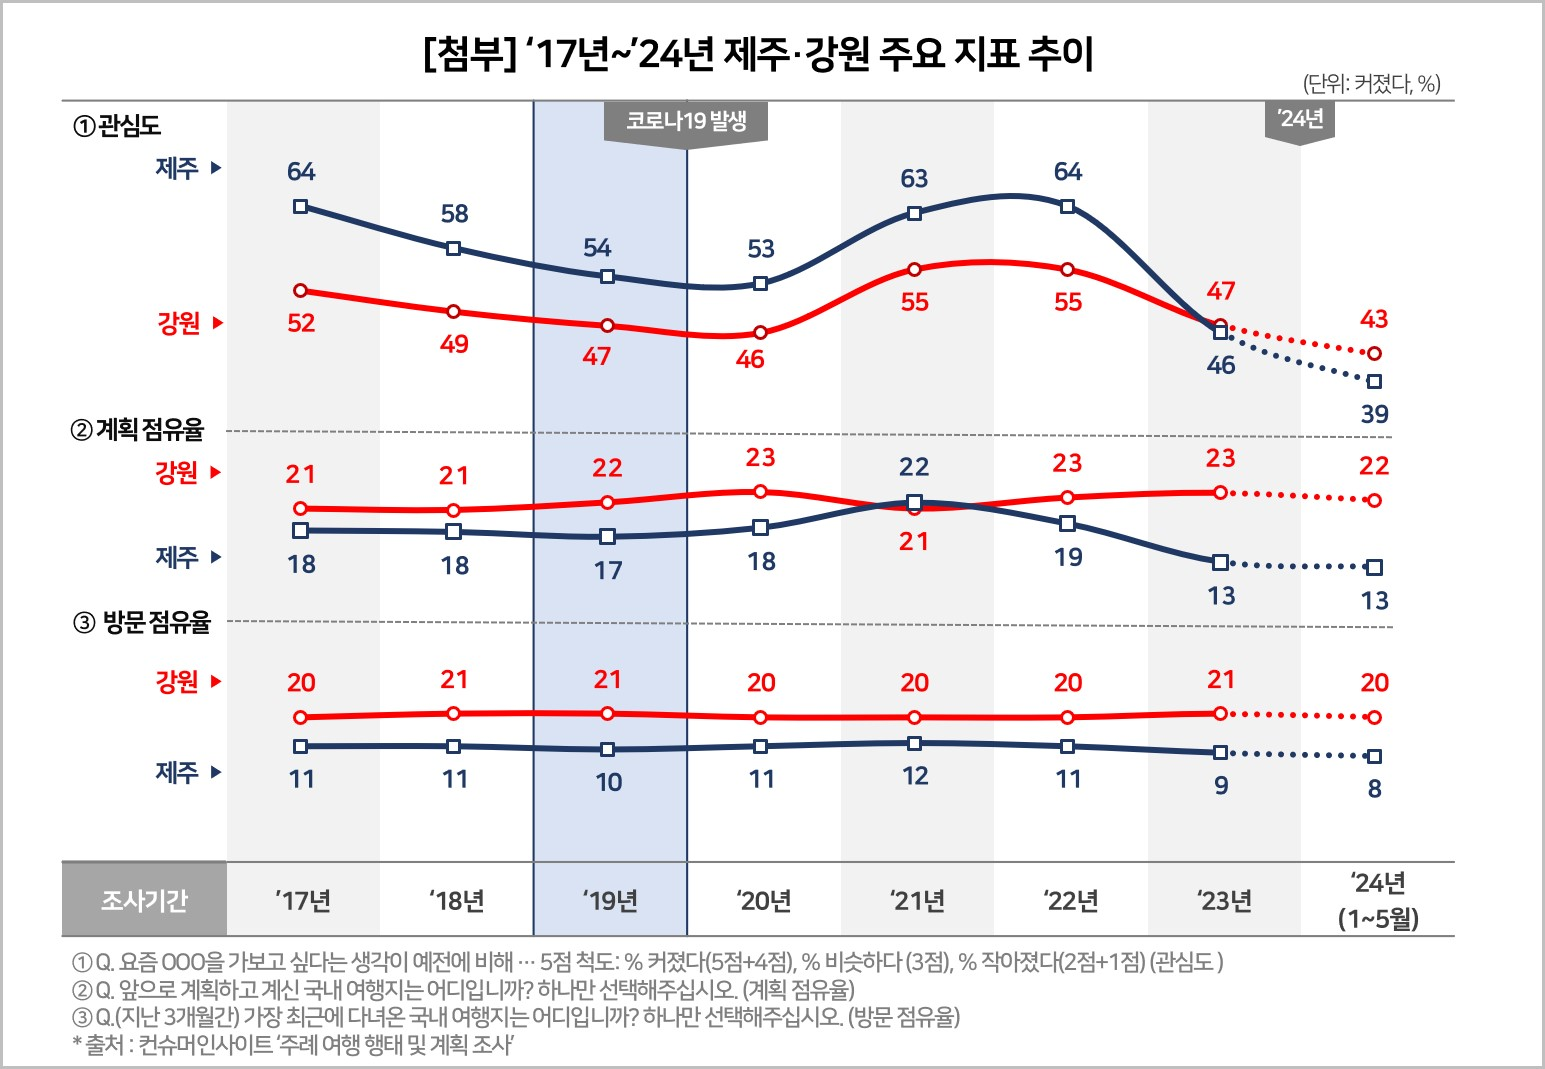 [첨부] ‘17년~’24년 제주·강원 주요 지표 추이
(단위: 커졌다, %)
①관심도
코로나19 발생
’24년
제주
64 58 54 53 63 64 46 39
강원
52 49 47 46 55 55 47 43
② 계획 점유율
강원
21 21 22 23 21 23 23 22
제주
18 18 17 18 22 19 13 13
③ 방문 점유율
강원
20 21 21 20 20 20 21 20
제주
11 11 10 11 12 11 9 8
조사기간 ’17년 ‘18년 ‘19년 ‘20년 ‘21년 ‘22년 ‘23년 ‘24년
(1~5월)
① Q. 요즘 OOO을 가보고 싶다는 생각이 예전에 비해 … 5점 척도: % 커졌다(5점+4점), % 비슷하다 (3점), % 작아졌다(2점+1점) (관심도 )
② Q. 앞으로 계획하고 계신 국내 여행지는 어디입니까? 하나만 선택해주십시오. (계획 점유율)
③ Q.(지난 3개월간) 가장 최근에 다녀온 국내 여행지는 어디입니까? 하나만 선택해주십시오. (방문 점유율)
* 출처 : 컨슈머인사이트 ‘주례 여행 행태 및 계획 조사’